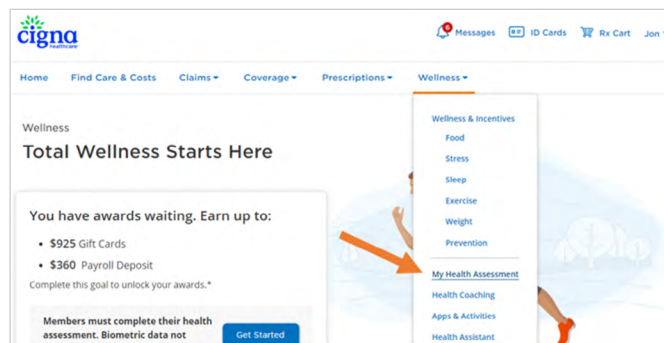 cigna
healthcare
6
Messages
ID Cards
Rx Cart
Jon
Home
Find Care & Costs
Claims
Coverage
Prescriptions
Wellness
Wellness
Total Wellness Starts Here
You have awards waiting. Earn up to:
• $925 Gift Cards
• $360 Payroll Deposit
Complete this goal to unlock your awards.*
Members must complete their health
assessment. Biometric data not
Get Started
Wellness & Incentives
Food
Stress
Sleep
Exercise
Weight
Prevention
My Health Assessment
Health Coaching
Apps & Activities
Health Assistant